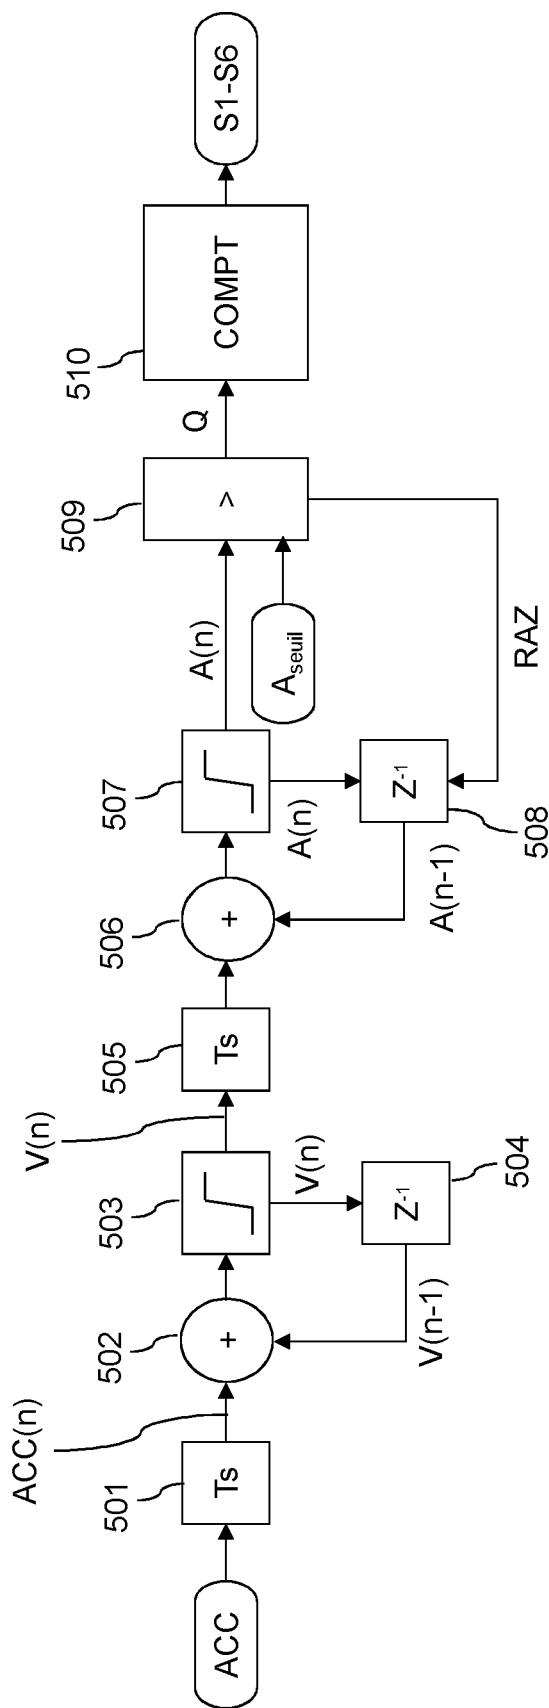 ACC
501
Ts
ACC(n)
502
+
503
V(n)
V(n)
504
Z-1
V(n-1)
505
Ts
506
+
507
A(n)
A(n)
508
Z-1
A(n-1)
Aseuil
509
>
RAZ
Q
510
COMPT
S1-S6